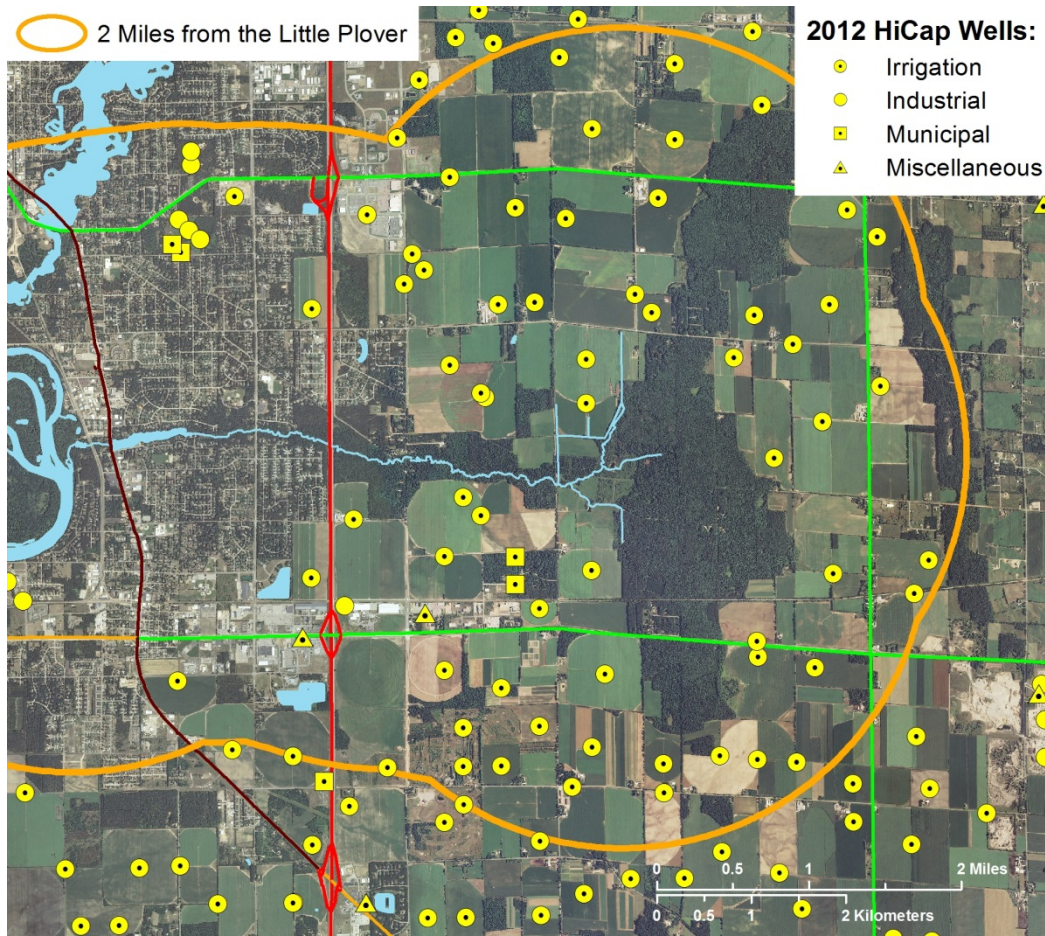 2 Miles from the Little Plover
2012 HiCap Wells:
Irrigation
Industrial
Municipal
Miscellaneous
0 0.5 1 2 Miles
0 0.5 1 2 Kilometers